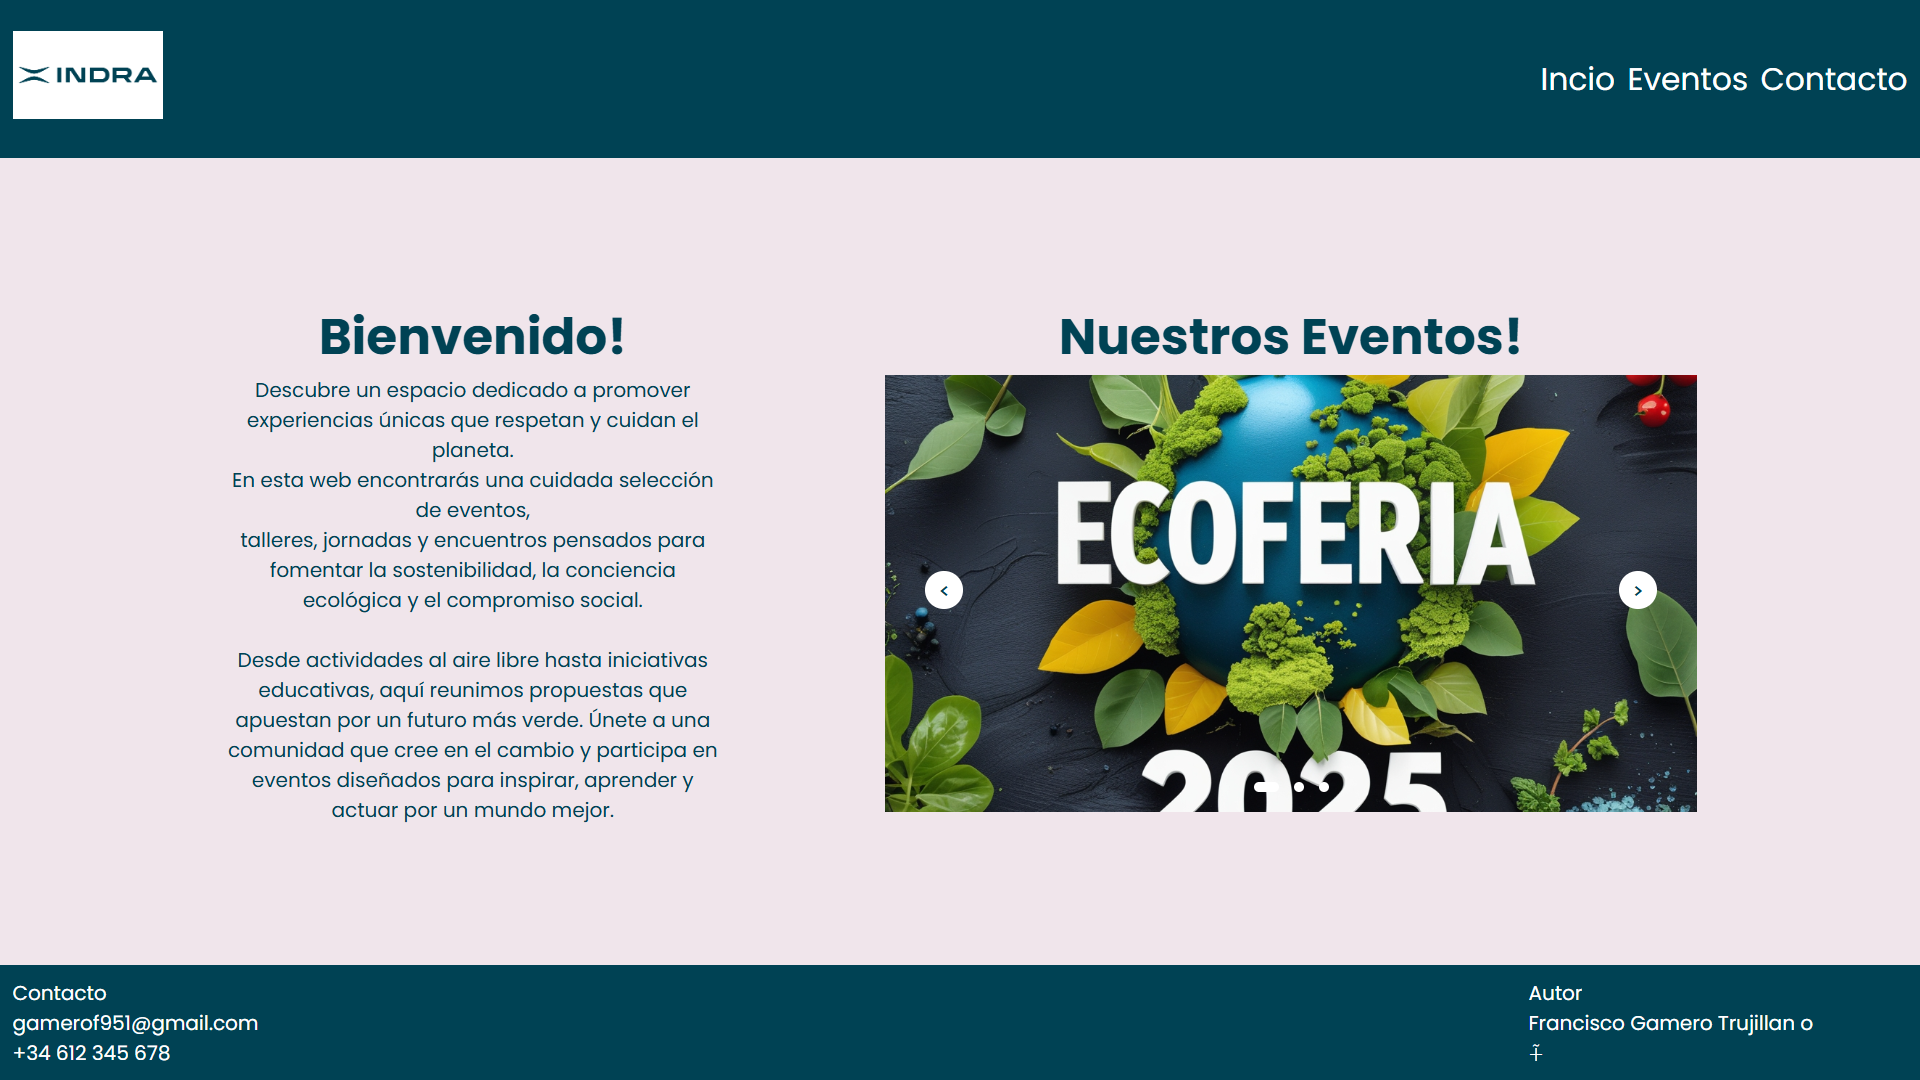 INDRA
Incio Eventos Contacto
Bienvenido!
Descubre un espacio dedicado a promover
experiencias únicas que respetan y cuidan el
planeta.
En esta web encontrarás una cuidada selección
de eventos,
talleres, jornadas y encuentros pensados para
fomentar la sostenibilidad, la conciencia
ecológica y el compromiso social.
Desde actividades al aire libre hasta iniciativas
educativas, aquí reunimos propuestas que
apuestan por un futuro más verde. Únete a una
comunidad que cree en el cambio y participa en
eventos diseñados para inspirar, aprender y
actuar por un mundo mejor.
Nuestros Eventos!
ECOFERIA
2025
Contacto
gamerof951@gmail.com
+34 612 345 678
Autor
Francisco Gamero Trujillan o